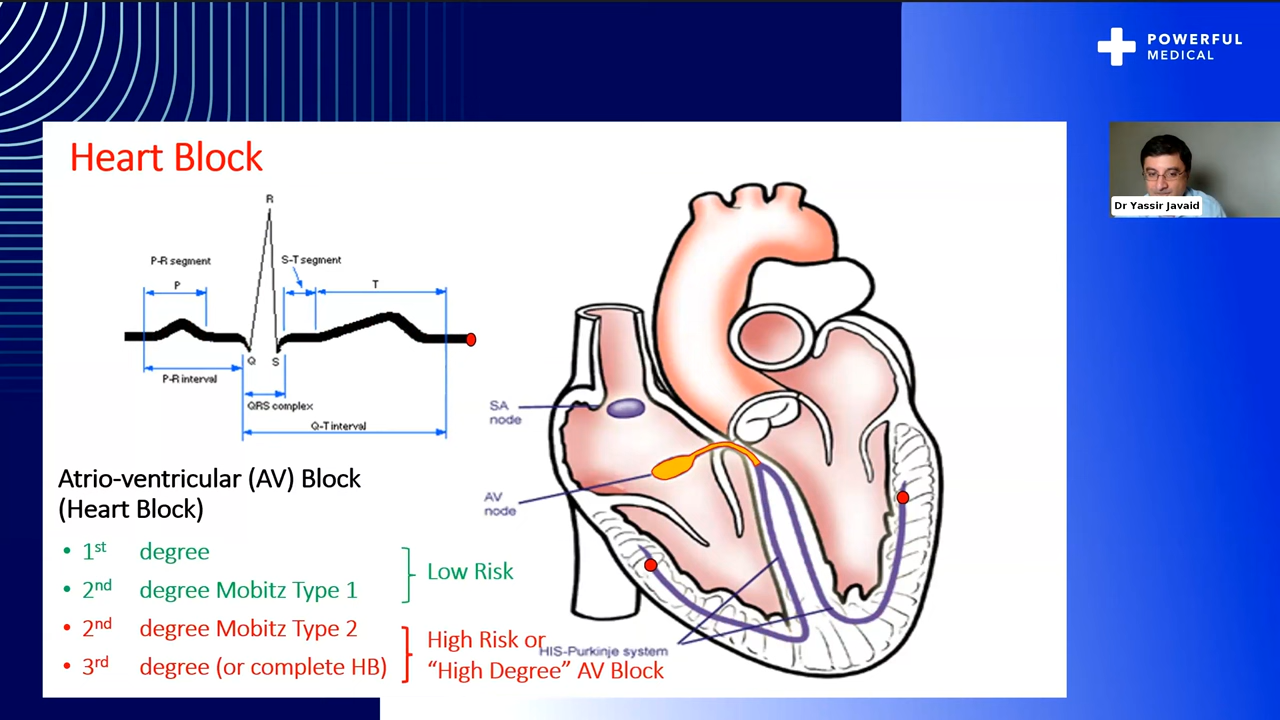 POWERFUL
MEDICAL
Dr Yassir Javaid
Heart Block
R
P-R segment
S-T segment
P
T
Q
S
P-R interval
QRS complex
Q-T interval
SA
node
AV
node
HIS-Purkinje system
Atrio-ventricular (AV) Block
(Heart Block)
• 1st degree
• 2nd degree Mobitz Type 1
Low Risk
• 2nd degree Mobitz Type 2
• 3rd degree (or complete HB)
High Risk or
“High Degree” AV Block